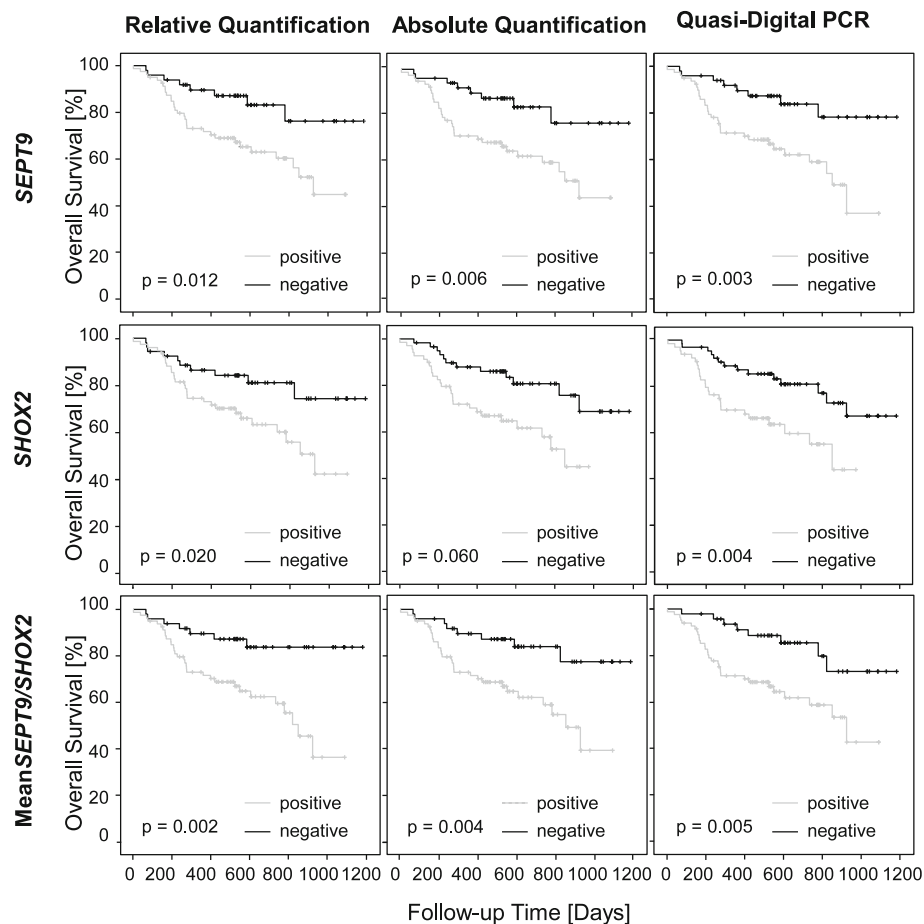 Relative Quantification Absolute Quantification Quasi-Digital PCR
SEPT9
Overall Survival [%]
100
80
60
40
20
0
positive
negative
p = 0.012
positive
negative
p = 0.006
positive
negative
p = 0.003
SHOX2
Overall Survival [%]
100
80
60
40
20
0
positive
negative
p = 0.020
positive
negative
p = 0.060
positive
negative
p = 0.004
MeanSEPT9/SHOX2
Overall Survival [%]
100
80
60
40
20
0
positive
negative
p = 0.002
positive
negative
p = 0.004
positive
negative
p = 0.005
0 200 400 600 800 1000 1200 0 200 400 600 800 1000 1200 0 200 400 600 800 1000 1200
Follow-up Time [Days]